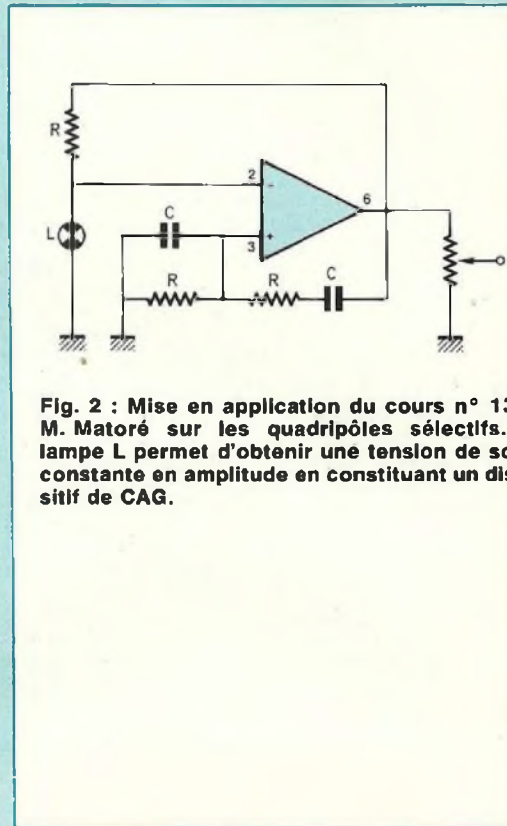 R
2
6
C
L
3
R
R
C
Fig. 2 : Mise en application du cours n° 13
M. Matoré sur les quadripôles sélectifs.
lampe L permet d'obtenir une tension de so
constante en amplitude en constituant un dis
sitif de CAG.